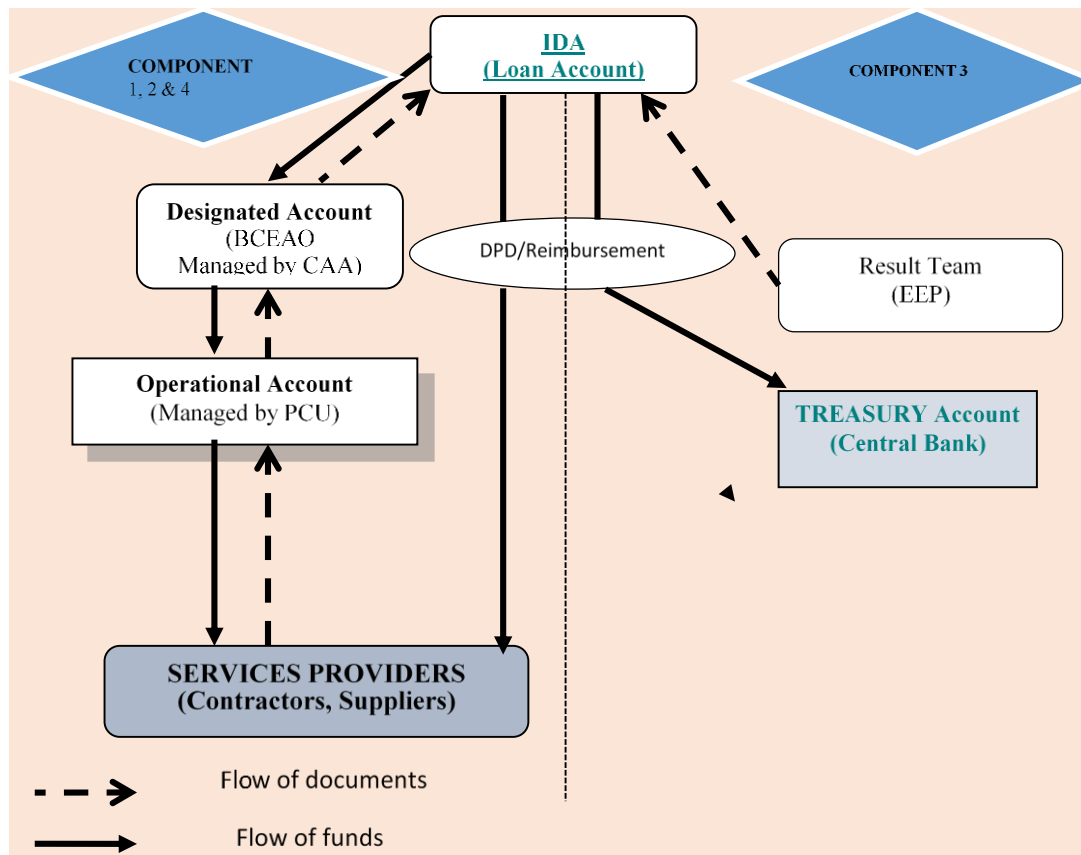 IDA
(Loan Account)
COMPONENT
1, 2 & 4
COMPONENT 3
Designated Account
(BCEAO
Managed by CAA)
DPD/Reimbursement
Result Team
(EEP)
Operational Account
(Managed by PCU)
TREASURY Account
(Central Bank)
SERVICES PROVIDERS
(Contractors, Suppliers)
Flow of documents
Flow of funds